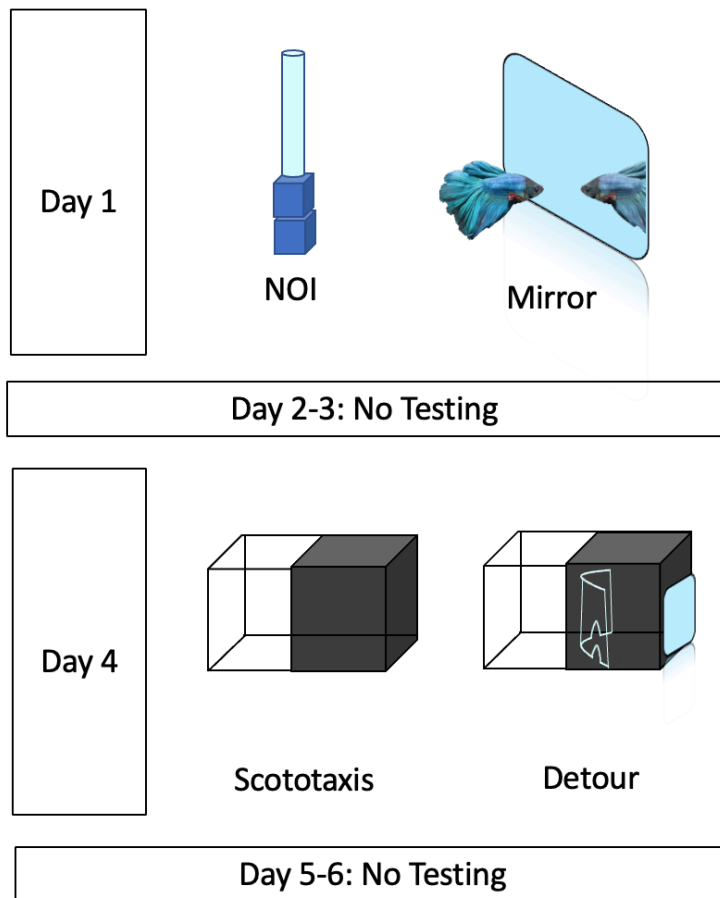 Day 1
NOI
Mirror
Day 2-3: No Testing
Day 4
Scototaxis
Detour
Day 5-6: No Testing